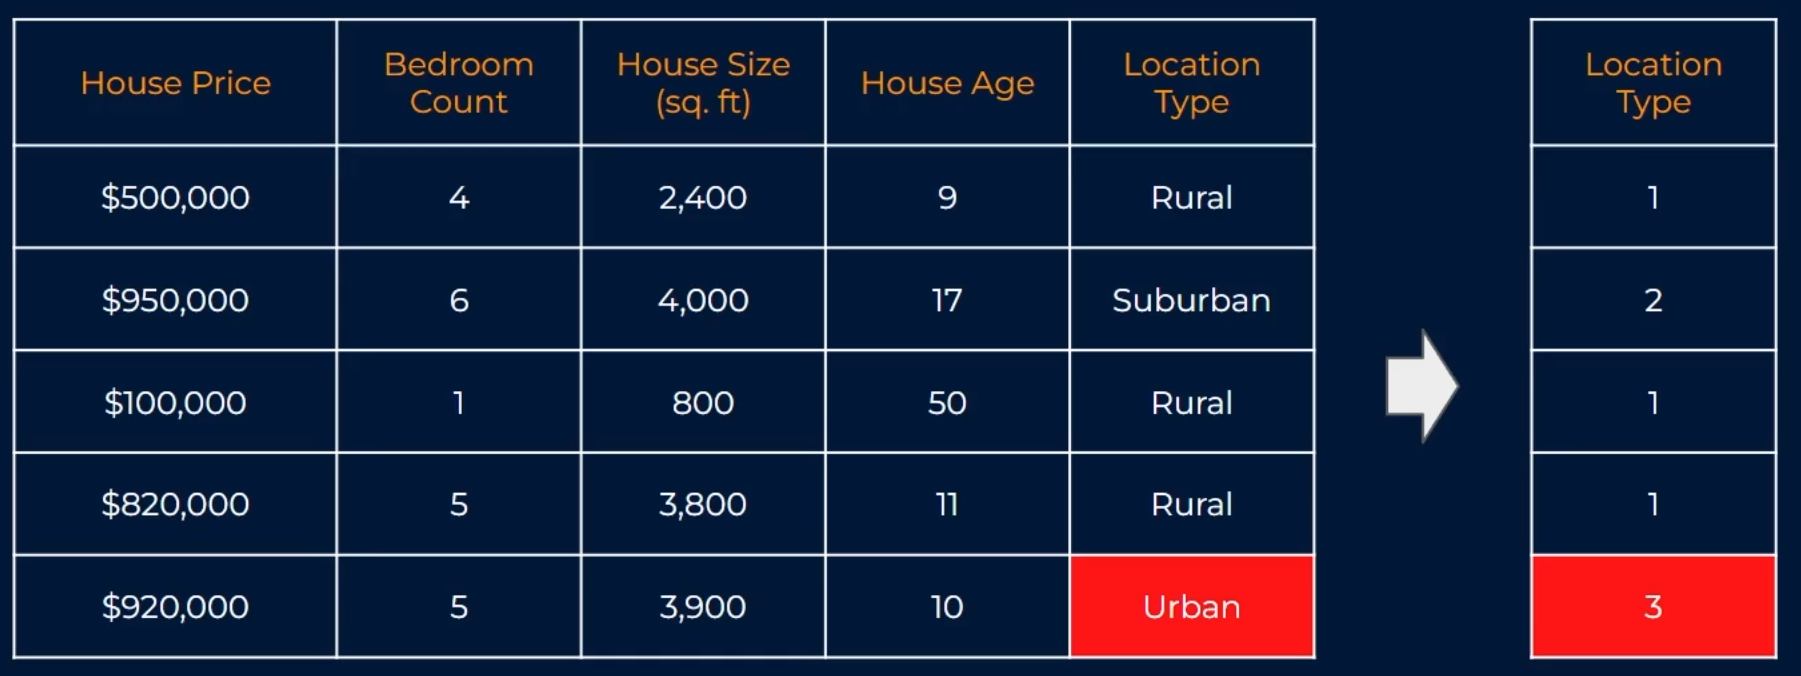 House Price
Bedroom
Count
House Size
(sq. ft)
House Age
Location
Type
Location
Type
$500,000 4 2,400 9 Rural 1
$950,000 6 4,000 17 Suburban 2
$100,000 1 800 50 Rural 1
$820,000 5 3,800 11 Rural 1
$920,000 5 3,900 10 Urban 3